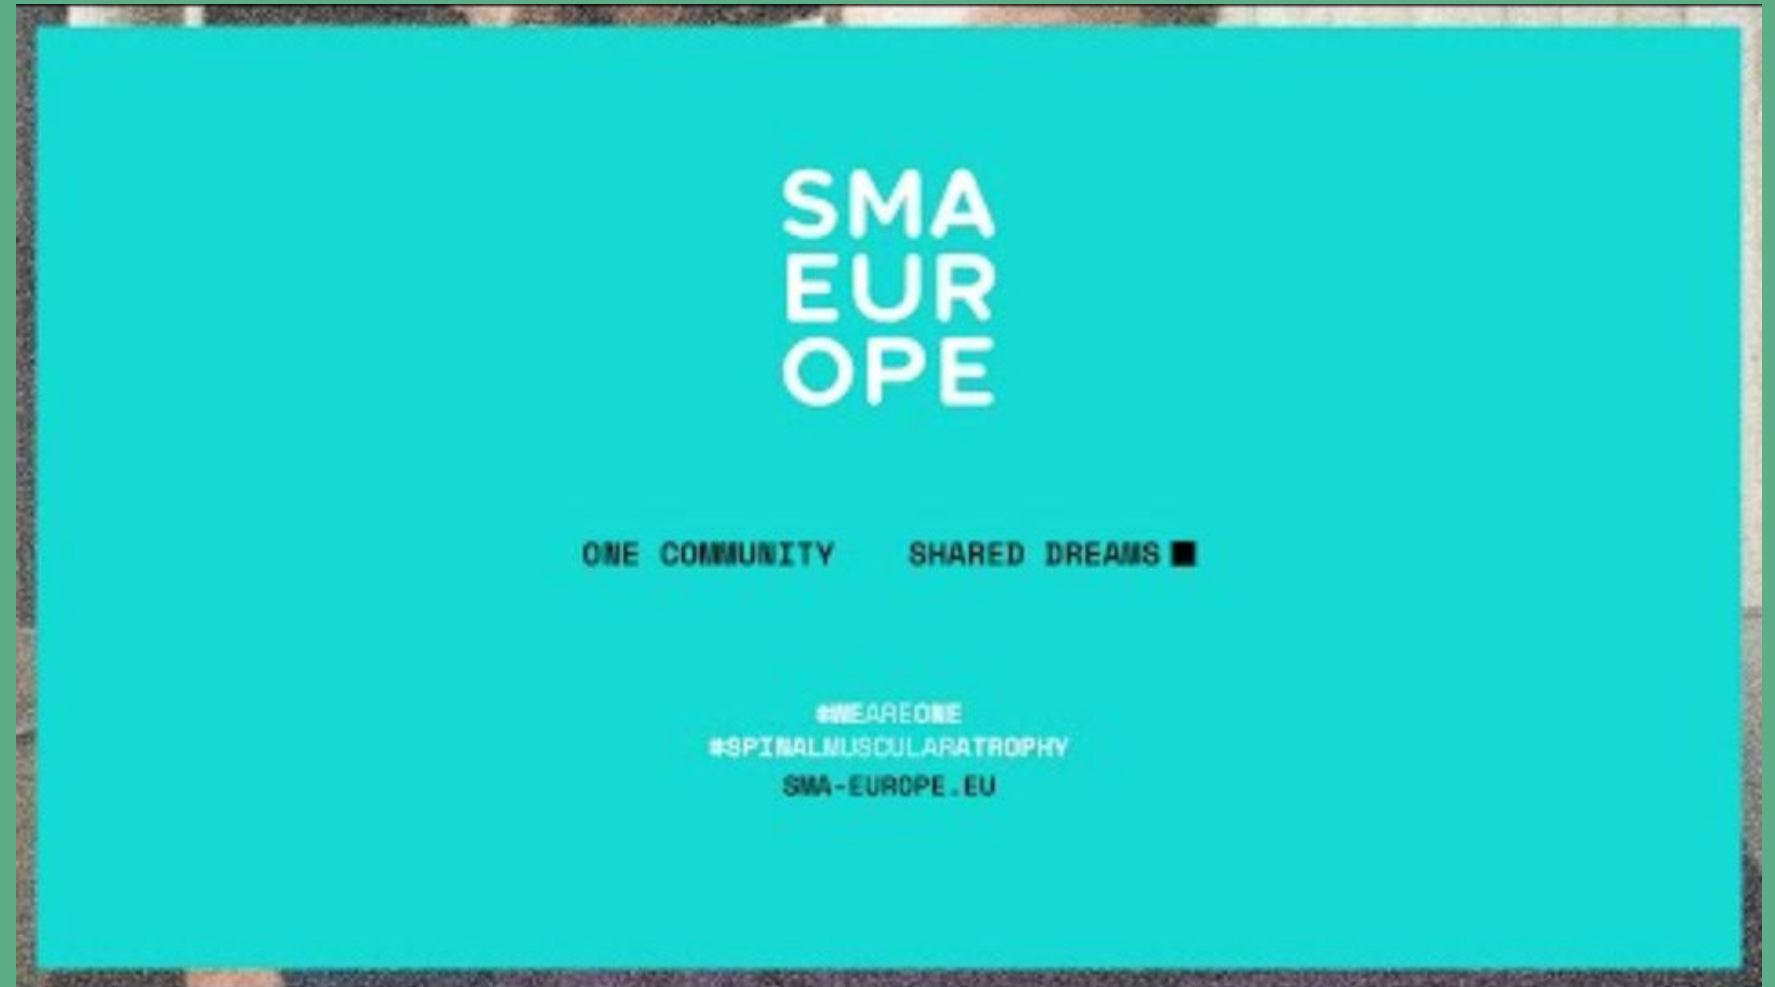 SMA
EUR
OPE
ONE COMMUNITY SHARED DREAMS
#WEAREONE
#SPINALMUSCULARATROPHY
SMA-EUROPE.EU